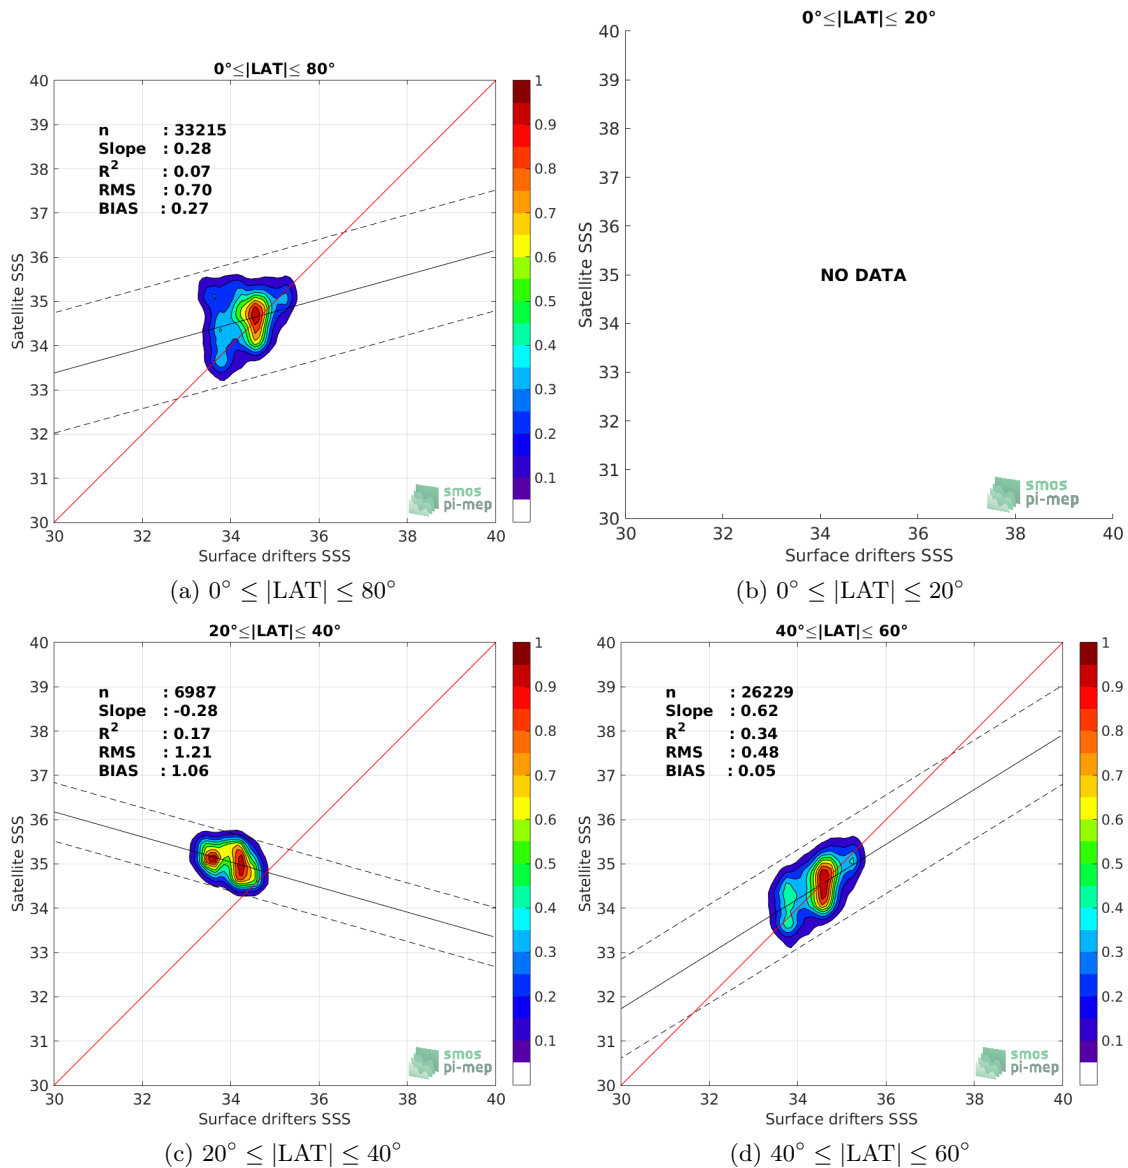 0°≤|LAT|≤ 80°
40
39
38
37
36
35
34
33
32
31
30
Satellite SSS
n : 33215
Slope : 0.28
R2 : 0.07
RMS : 0.70
BIAS : 0.27
smos
pi-mep
30 32 34 36 38 40
Surface drifters SSS
1
0.9
0.8
0.7
0.6
0.5
0.4
0.3
0.2
0.1
(a) 0° ≤ |LAT| ≤ 80°
0°≤|LAT|≤ 20°
40
39
38
37
36
35
34
33
32
31
30
Satellite SSS
NO DATA
smos
pi-mep
30 32 34 36 38 40
Surface drifters SSS
(b) 0° ≤ |LAT| ≤ 20°
20°≤|LAT|≤ 40°
40
39
38
37
36
35
34
33
32
31
30
Satellite SSS
n : 6987
Slope : -0.28
R2 : 0.17
RMS : 1.21
BIAS : 1.06
smos
pi-mep
30 32 34 36 38 40
Surface drifters SSS
1
0.9
0.8
0.7
0.6
0.5
0.4
0.3
0.2
0.1
(c) 20° ≤ |LAT| ≤ 40°
40°≤|LAT|≤ 60°
40
39
38
37
36
35
34
33
32
31
30
Satellite SSS
n : 26229
Slope : 0.62
R2 : 0.34
RMS : 0.48
BIAS : 0.05
smos
pi-mep
30 32 34 36 38 40
Surface drifters SSS
1
0.9
0.8
0.7
0.6
0.5
0.4
0.3
0.2
0.1
(d) 40° ≤ |LAT| ≤ 60°